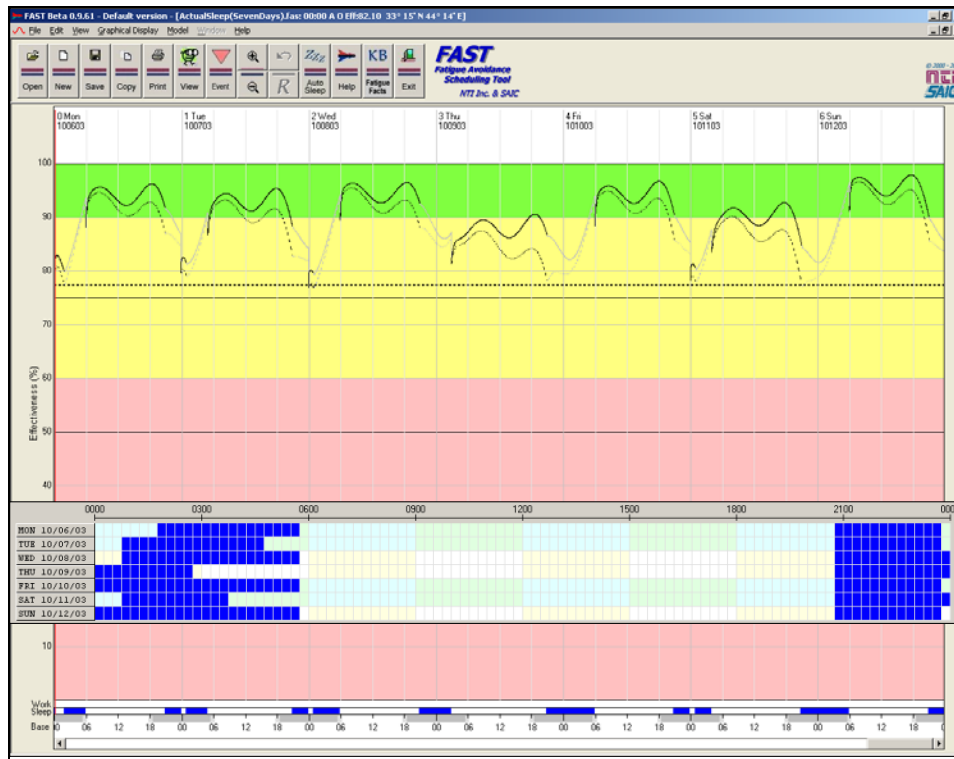 FAST Beta 0.9.61 - Default version - [ActualSleep(SevenDays).fas: 00:00 A O Eff:82.10 33° 15' N 44° 14' E]
File Edit View Graphical Display Model Window Help
Open New Save Copy Print View Event R Auto Sleep Help KB Fatigue Facts Exit
FAST
Fatigue Avoidance
Scheduling Tool
NTI Inc. & SAIC
NTI
SAIC
0 Mon 1 Tue 2 Wed 3 Thu 4 Fri 5 Sat 6 Sun
100603 100703 100803 100903 101003 101103 101203
100
90
80
70
60
50
40
Effectiveness (%)
0000 0300 0600 0900 1200 1500 1800 2100 000
MON 10/06/03
TUE 10/07/03
WED 10/08/03
THU 10/09/03
FRI 10/10/03
SAT 10/11/03
SUN 10/12/03
10
Work
Sleep
Base 0 06 12 18 00 06 12 18 00 06 12 18 00 06 12 18 00 06 12 18 00 06 12 18 00 06 12 18 0